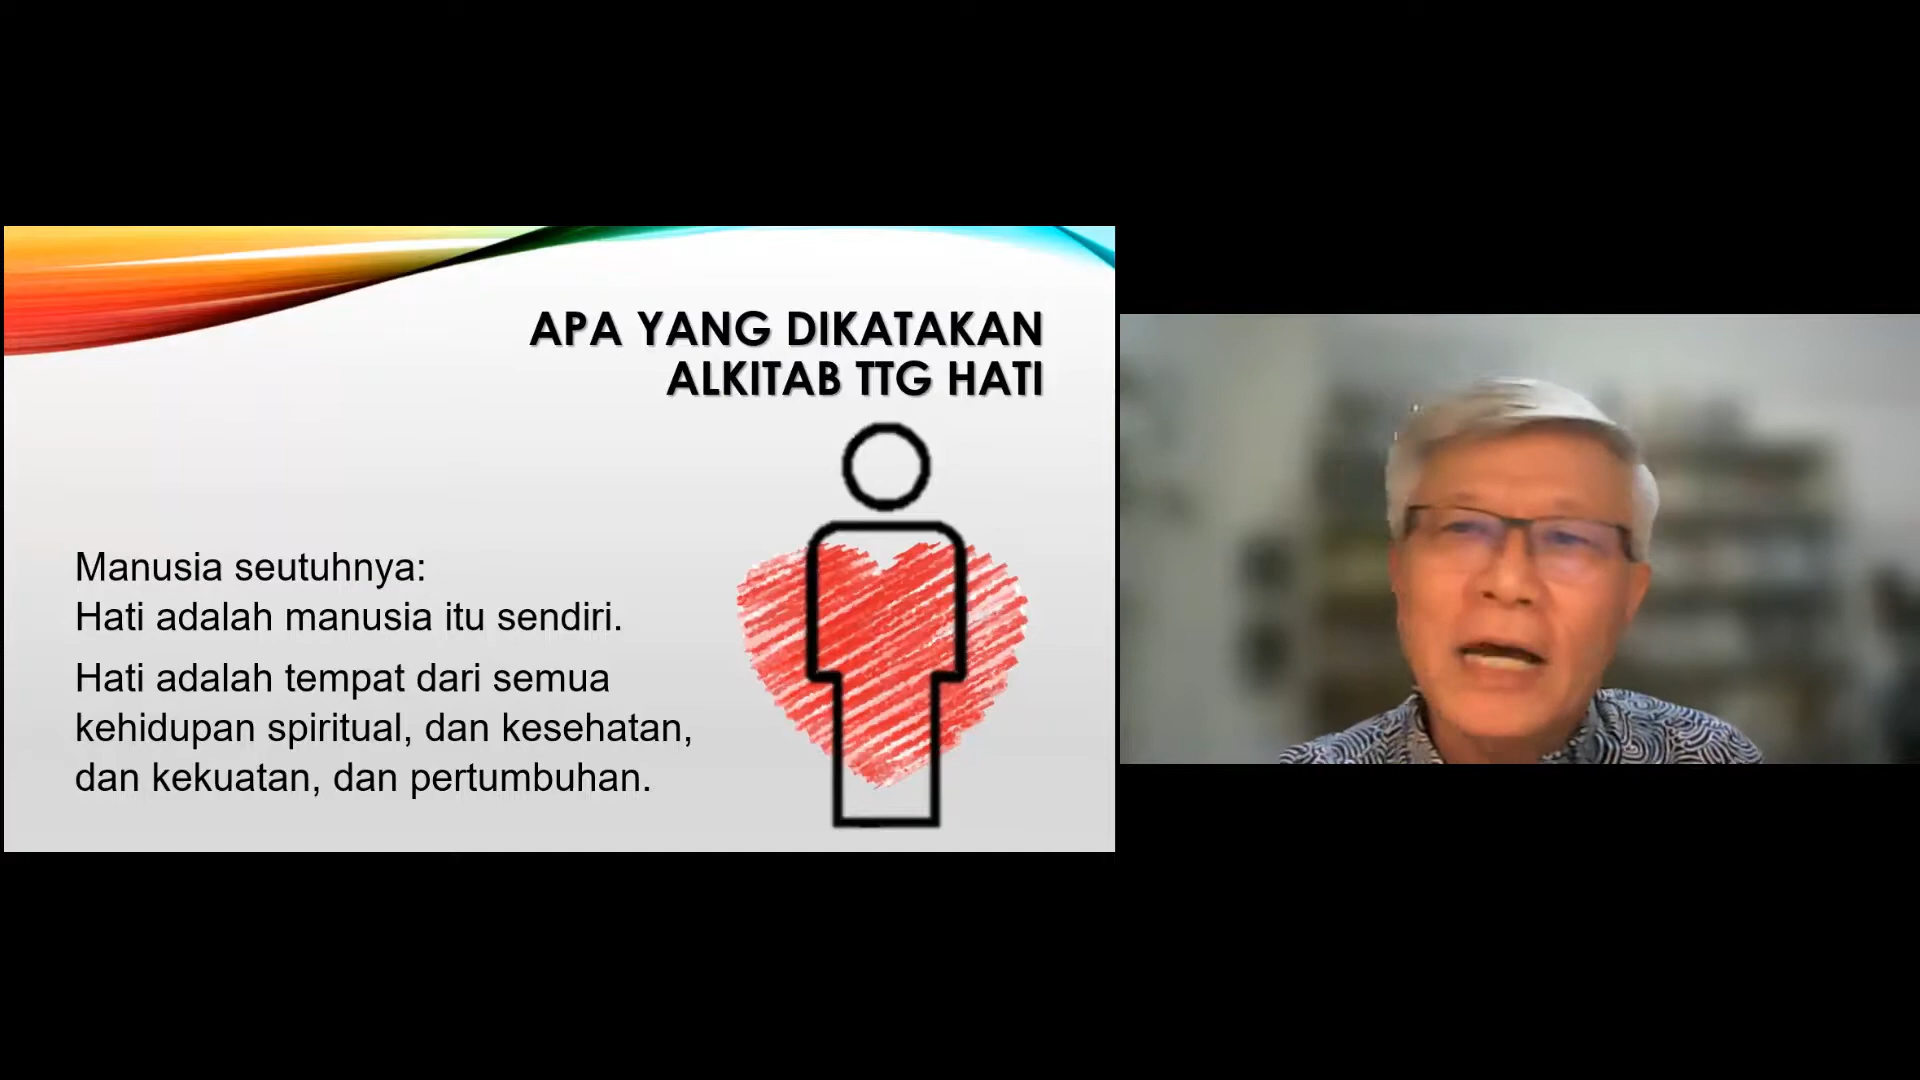 APA YANG DIKATAKAN
ALKITAB TTG HATI
Manusia seutuhnya:
Hati adalah manusia itu sendiri.
Hati adalah tempat dari semua
kehidupan spiritual, dan kesehatan,
dan kekuatan, dan pertumbuhan.